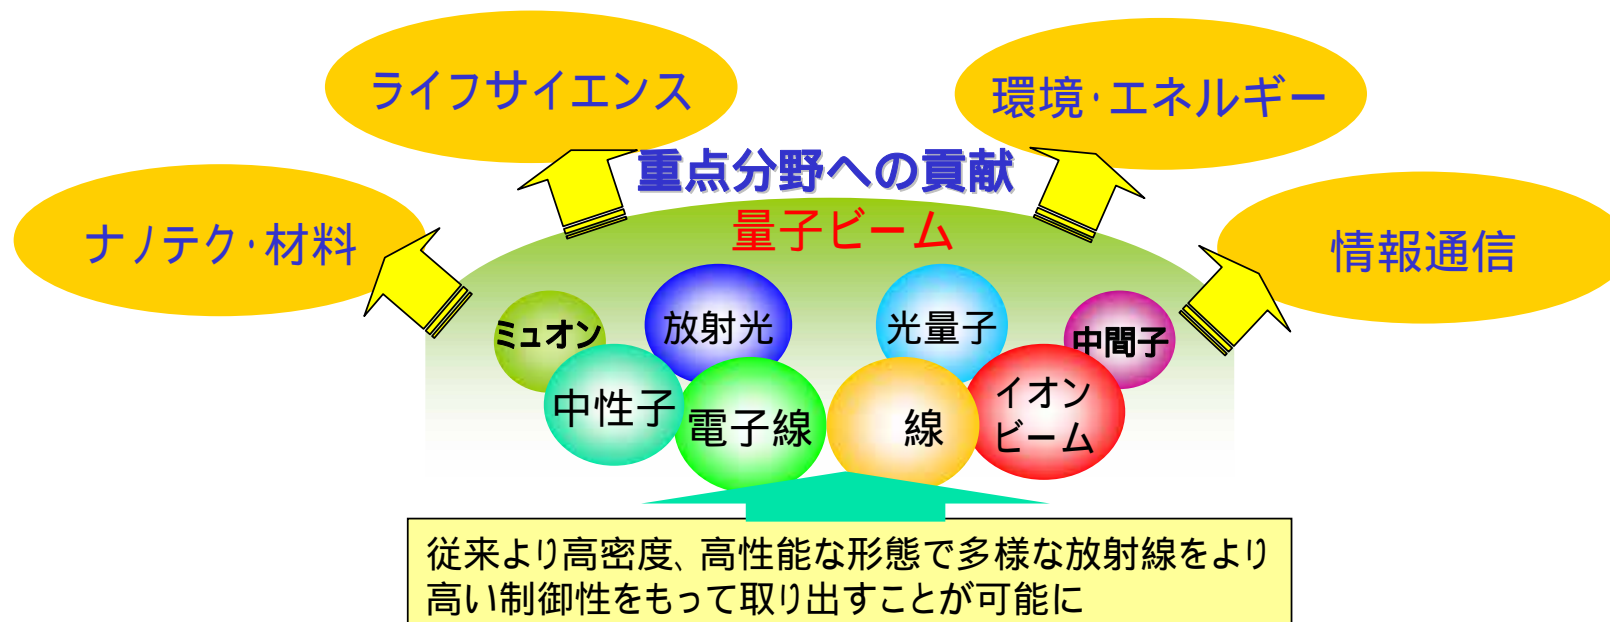 ライフサイエンス
環境・エネルギー
重点分野への貢献
ナノテク・材料
量子ビーム
情報通信
ミュオン
放射光
光量子
中間子
中性子
電子線
線
イオン
ビーム
従来より高密度、高性能な形態で多様な放射線をより
高い制御性をもって取り出すことが可能に